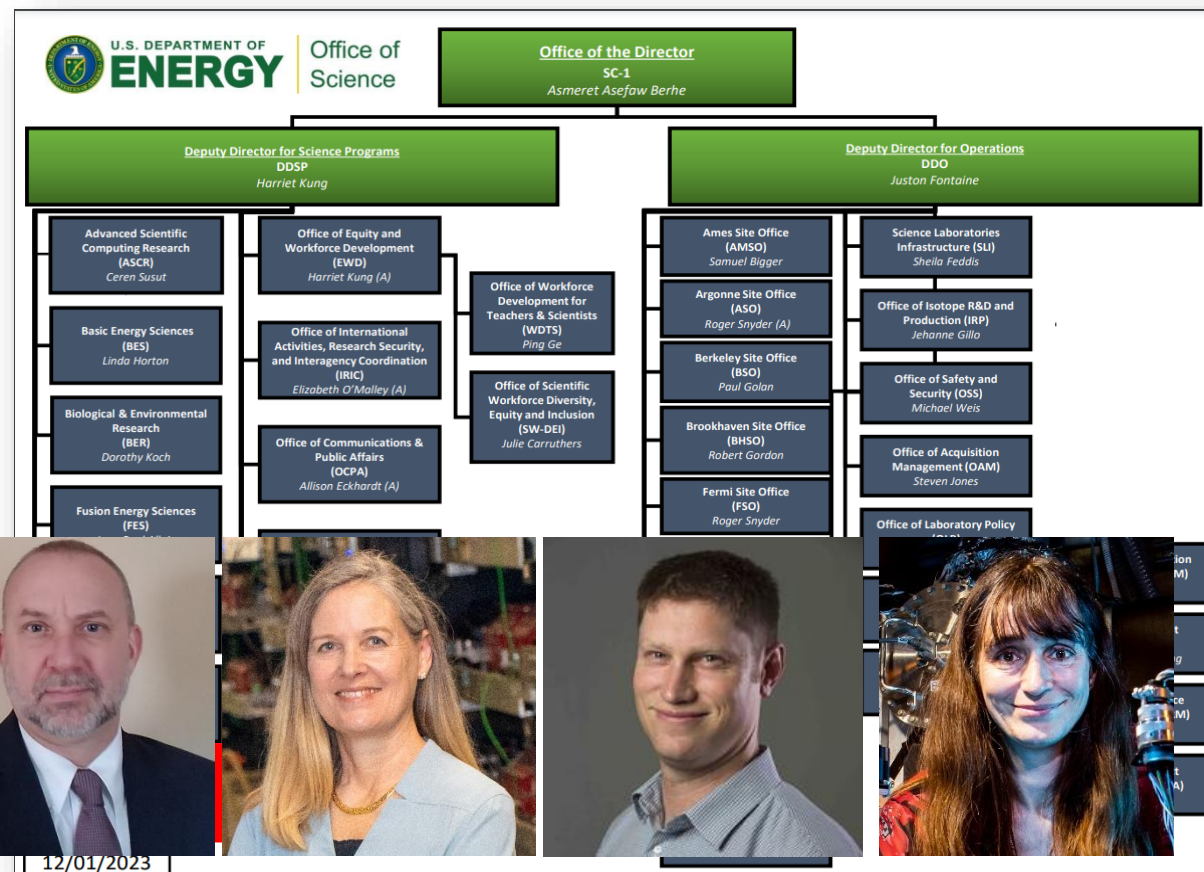 U.S. DEPARTMENT OF
ENERGY
Office of
Science
Office of the Director
SC-1
Asmeret Asefaw Berhe
Deputy Director for Science Programs
DDSP
Harriet Kung
Deputy Director for Operations
DDO
Juston Fontaine
Advanced Scientific
Computing Research
(ASCR)
Ceren Susut
Basic Energy Sciences
(BES)
Linda Horton
Biological & Environmental
Research
(BER)
Dorothy Koch
Fusion Energy Sciences
(FES)
Office of Equity and
Workforce Development
(EWD)
Harriet Kung (A)
Office of International
Activities, Research Security,
and Interagency Coordination
(IRIC)
Elizabeth O'Malley (A)
Office of Communications &
Public Affairs
(OCPA)
Allison Eckhardt (A)
Office of Workforce
Development for
Teachers & Scientists
(WDTS)
Ping Ge
Office of Scientific
Workforce Diversity,
Equity and Inclusion
(SW-DEI)
Julie Carruthers
Ames Site Office
(AMSO)
Samuel Bigger
Argonne Site Office
(ASO)
Roger Snyder (A)
Berkeley Site Office
(BSO)
Paul Golan
Brookhaven Site Office
(BHSO)
Robert Gordon
Fermi Site Office
(FSO)
Roger Snyder
Science Laboratories
Infrastructure (SLI)
Sheila Feddis
Office of Isotope R&D and
Production (IRP)
Jehanne Gillo
Office of Safety and
Security (OSS)
Michael Weis
Office of Acquisition
Management (OAM)
Steven Jones
Office of Laboratory Policy
12/01/2023